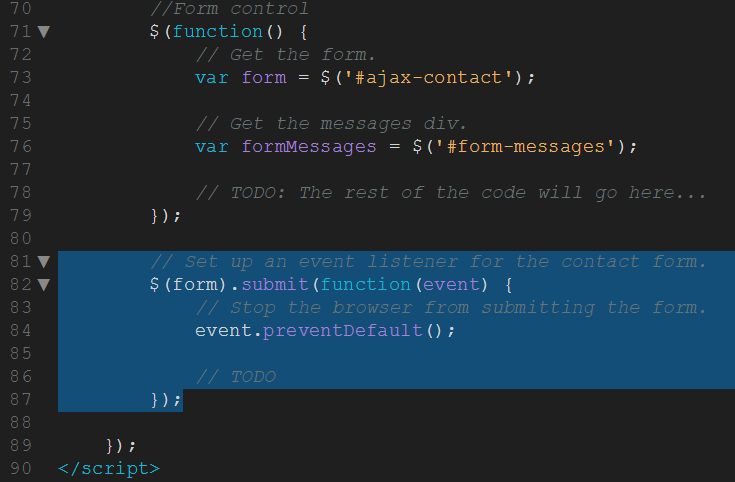 70 //Form control
71 ▼ $(function() {
72 // Get the form.
73 var form = $('#ajax-contact');
74
75 // Get the messages div.
76 var formMessages = $('#form-messages');
77
78 // TODO: The rest of the code will go here...
79 });
80
81 ▼ // Set up an event listener for the contact form.
82 ▼ $(form).submit(function(event) {
83 // Stop the browser from submitting the form.
84 event.preventDefault();
85
86 // TODO
87 });
88
89 });
90 </script>